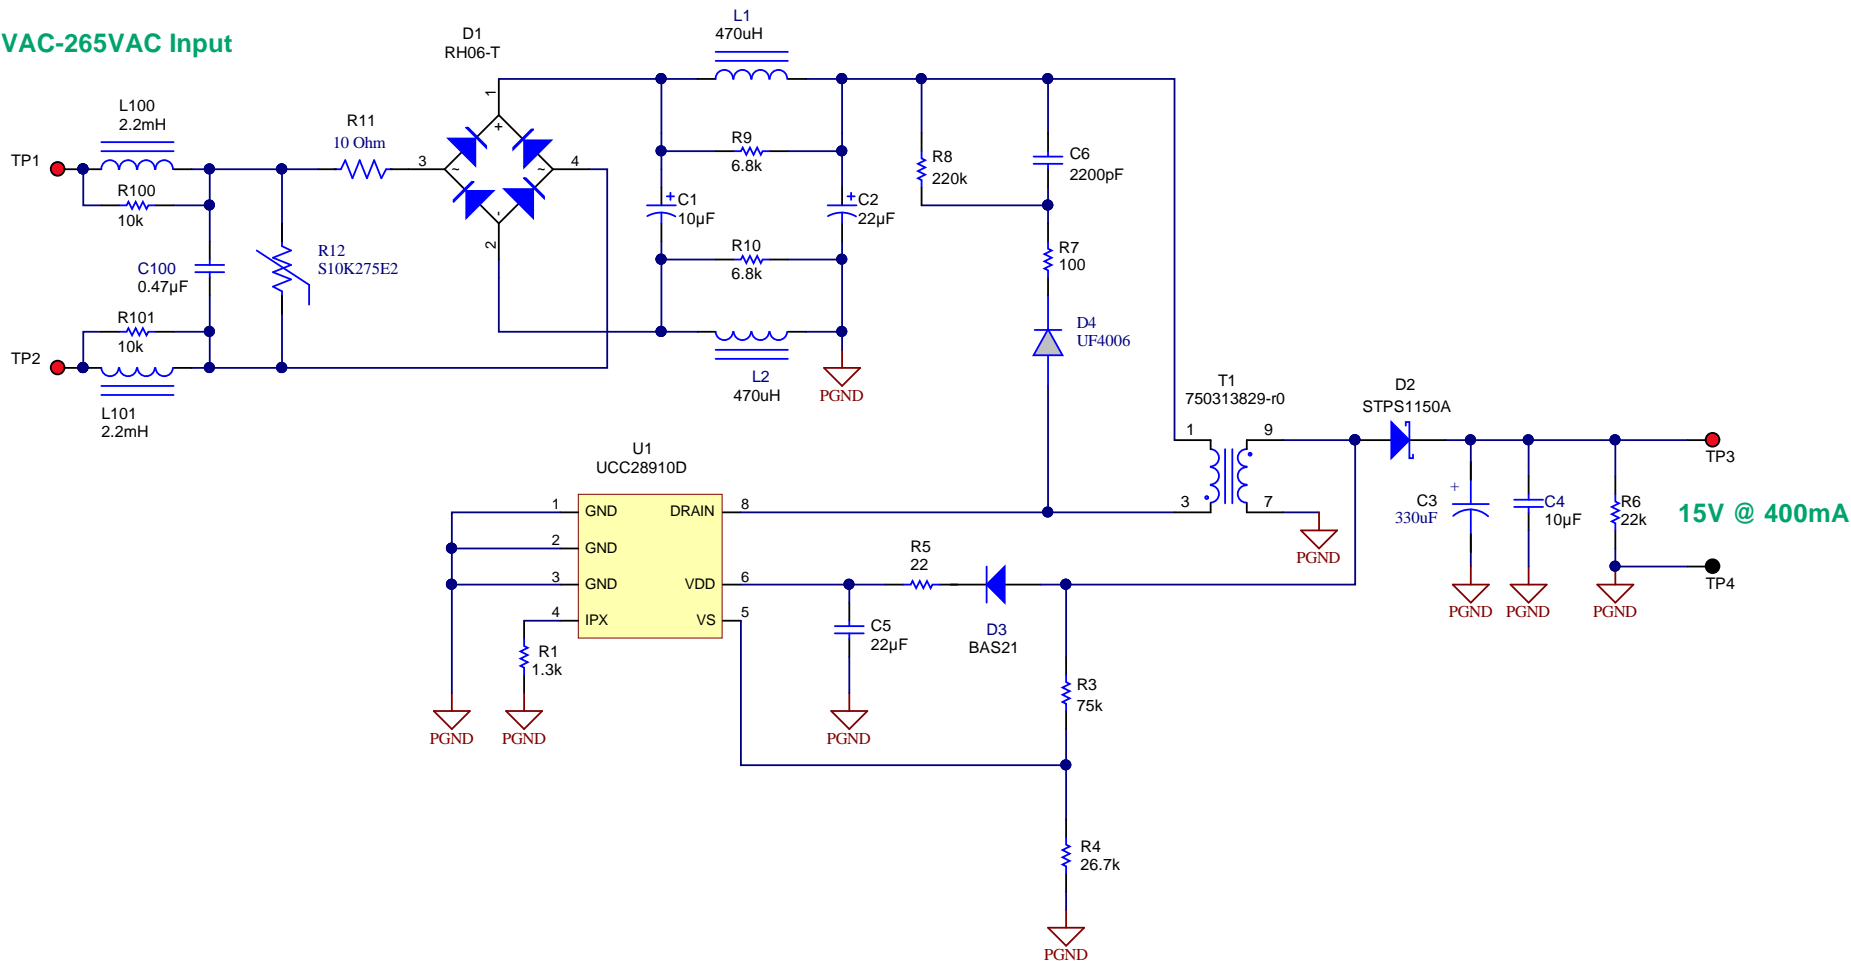 VAC-265VAC Input
L100
2.2mH
TP1
R100
10k
C100
0.47µF
R101
10k
TP2
L101
2.2mH
R12
S10K275E2
R11
10 Ohm
D1
RH06-T
1
+
3
~
~
4
-
2
L1
470uH
R9
6.8k
+
C1
10µF
+
C2
22µF
R10
6.8k
L2
470uH
PGND
R8
220k
C6
2200pF
R7
100
D4
UF4006
T1
750313829-r0
1
9
3
7
PGND
D2
STPS1150A
TP3
+
C3
330uF
C4
10µF
R6
22k
15V @ 400mA
TP4
PGND
PGND
PGND
U1
UCC28910D
1
GND
DRAIN
8
2
GND
3
GND
VDD
6
4
IPX
VS
5
R5
22
D3
BAS21
C5
22µF
R1
1.3k
R3
75k
PGND
PGND
PGND
R4
26.7k
PGND